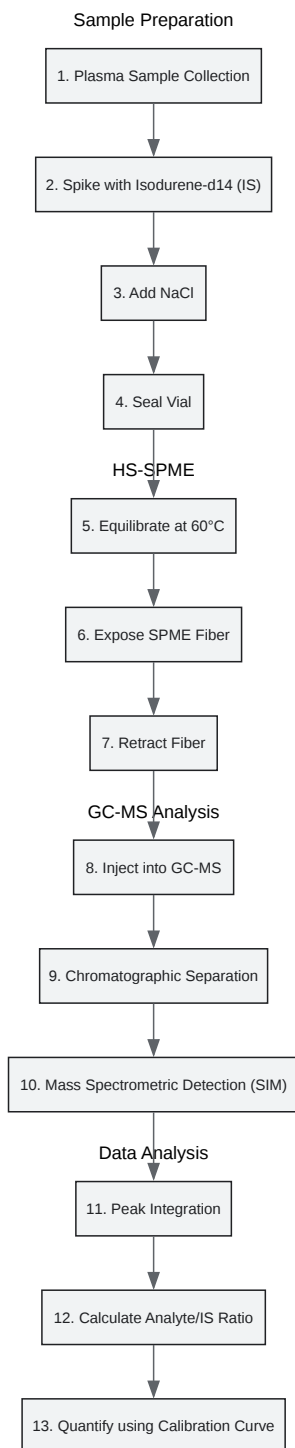 Sample Preparation
1. Plasma Sample Collection
2. Spike with Isodurene-d14 (IS)
3. Add NaCl
4. Seal Vial
HS-SPME
5. Equilibrate at 60°C
6. Expose SPME Fiber
7. Retract Fiber
GC-MS Analysis
8. Inject into GC-MS
9. Chromatographic Separation
10. Mass Spectrometric Detection (SIM)
Data Analysis
11. Peak Integration
12. Calculate Analyte/IS Ratio
13. Quantify using Calibration Curve